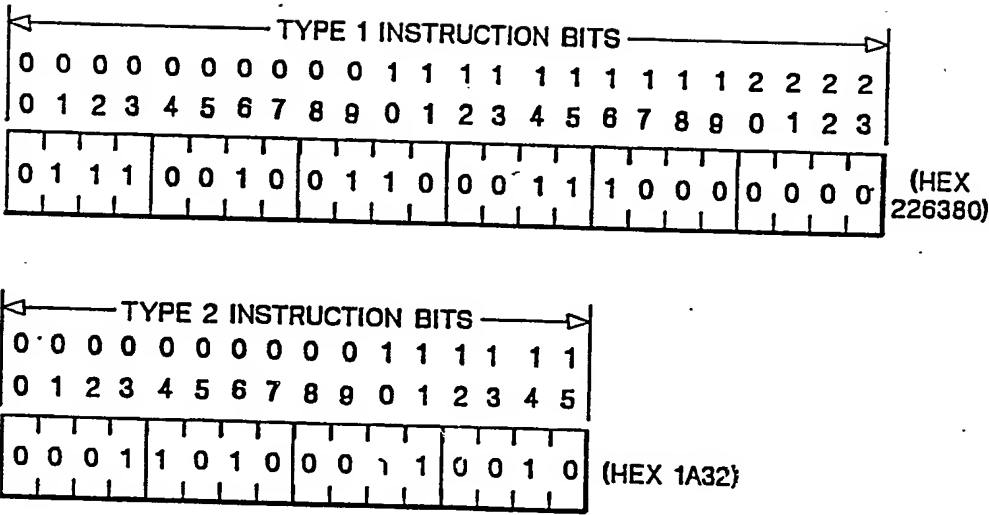 TYPE 1 INSTRUCTION BITS
0 0 0 0 0 0 0 0 0 0 1 1 1 1 1 1 1 1 1 1 2 2 2 2
0 1 2 3 4 5 6 7 8 9 0 1 2 3 4 5 6 7 8 9 0 1 2 3
0 1 1 1 0 0 1 0 0 1 1 0 0 0 1 1 1 0 0 0 0 0 0 0 (HEX
226380)
TYPE 2 INSTRUCTION BITS
0 0 0 0 0 0 0 0 0 0 1 1 1 1 1 1
0 1 2 3 4 5 6 7 8 9 0 1 2 3 4 5
0 0 0 1 1 0 1 0 0 0 1 1 0 0 1 0 (HEX 1A32)